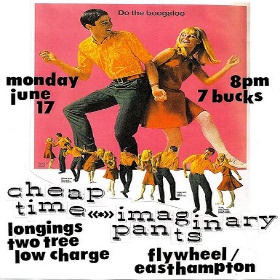 Do the boogaloo
monday
june
17
8pm
7 bucks
cheap
time
imaginary
pants
longings
two tree
low charge
flywheel/
easthampton